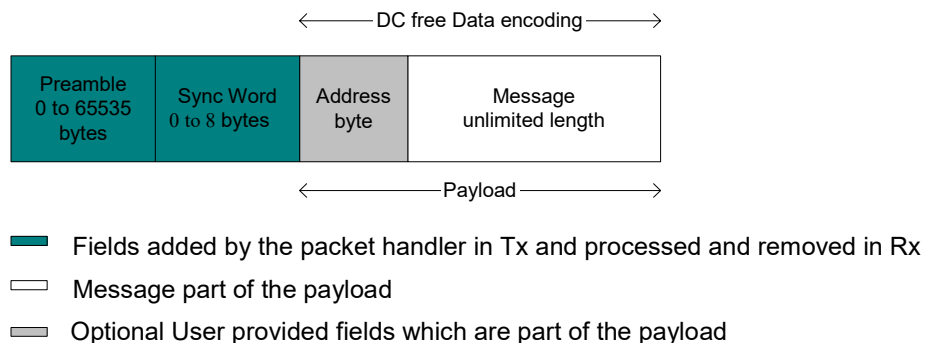 DC free Data encoding
Preamble
0 to 65535
bytes
Sync Word
0 to 8 bytes
Address
byte
Message
unlimited length
Payload
Fields added by the packet handler in Tx and processed and removed in Rx
Message part of the payload
Optional User provided fields which are part of the payload